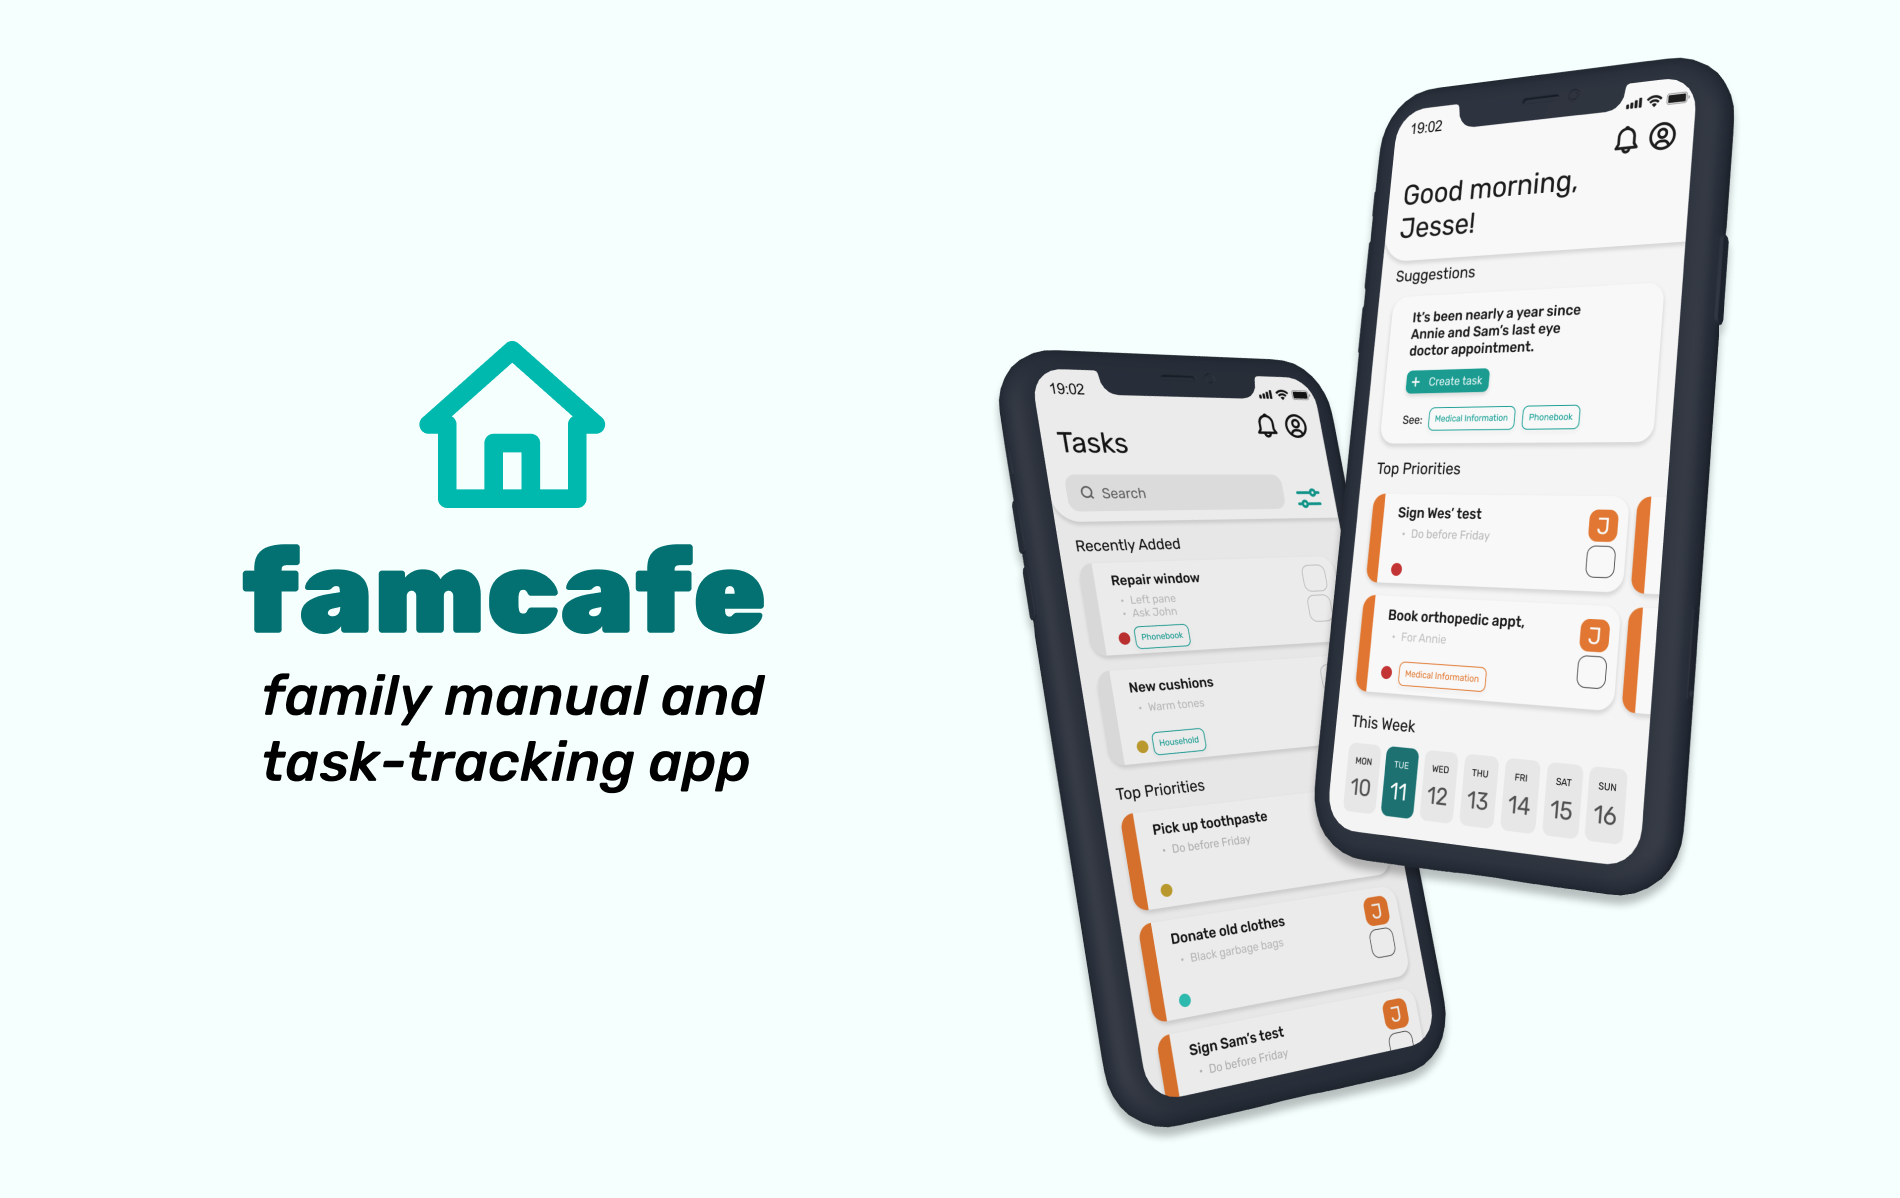 famcafe
family manual and
task-tracking app
19:02
Tasks
Search
Recently Added
Repair window
• Left pane
• Ask John
Phonebook
New cushions
• Warm tones
Household
Top Priorities
Pick up toothpaste
• Do before Friday
Donate old clothes
• Black garbage bags
J
Sign Sam's test
• Do before Friday
J
19:02
Good morning,
Jesse!
Suggestions
It's been nearly a year since
Annie and Sam's last eye
doctor appointment.
+ Create task
See: Medical Information Phonebook
Top Priorities
Sign Wes' test
• Do before Friday
J
Book orthopedic appt,
• For Annie
J
Medical Information
This Week
MON TUE WED THU FRI SAT SUN
10 11 12 13 14 15 16